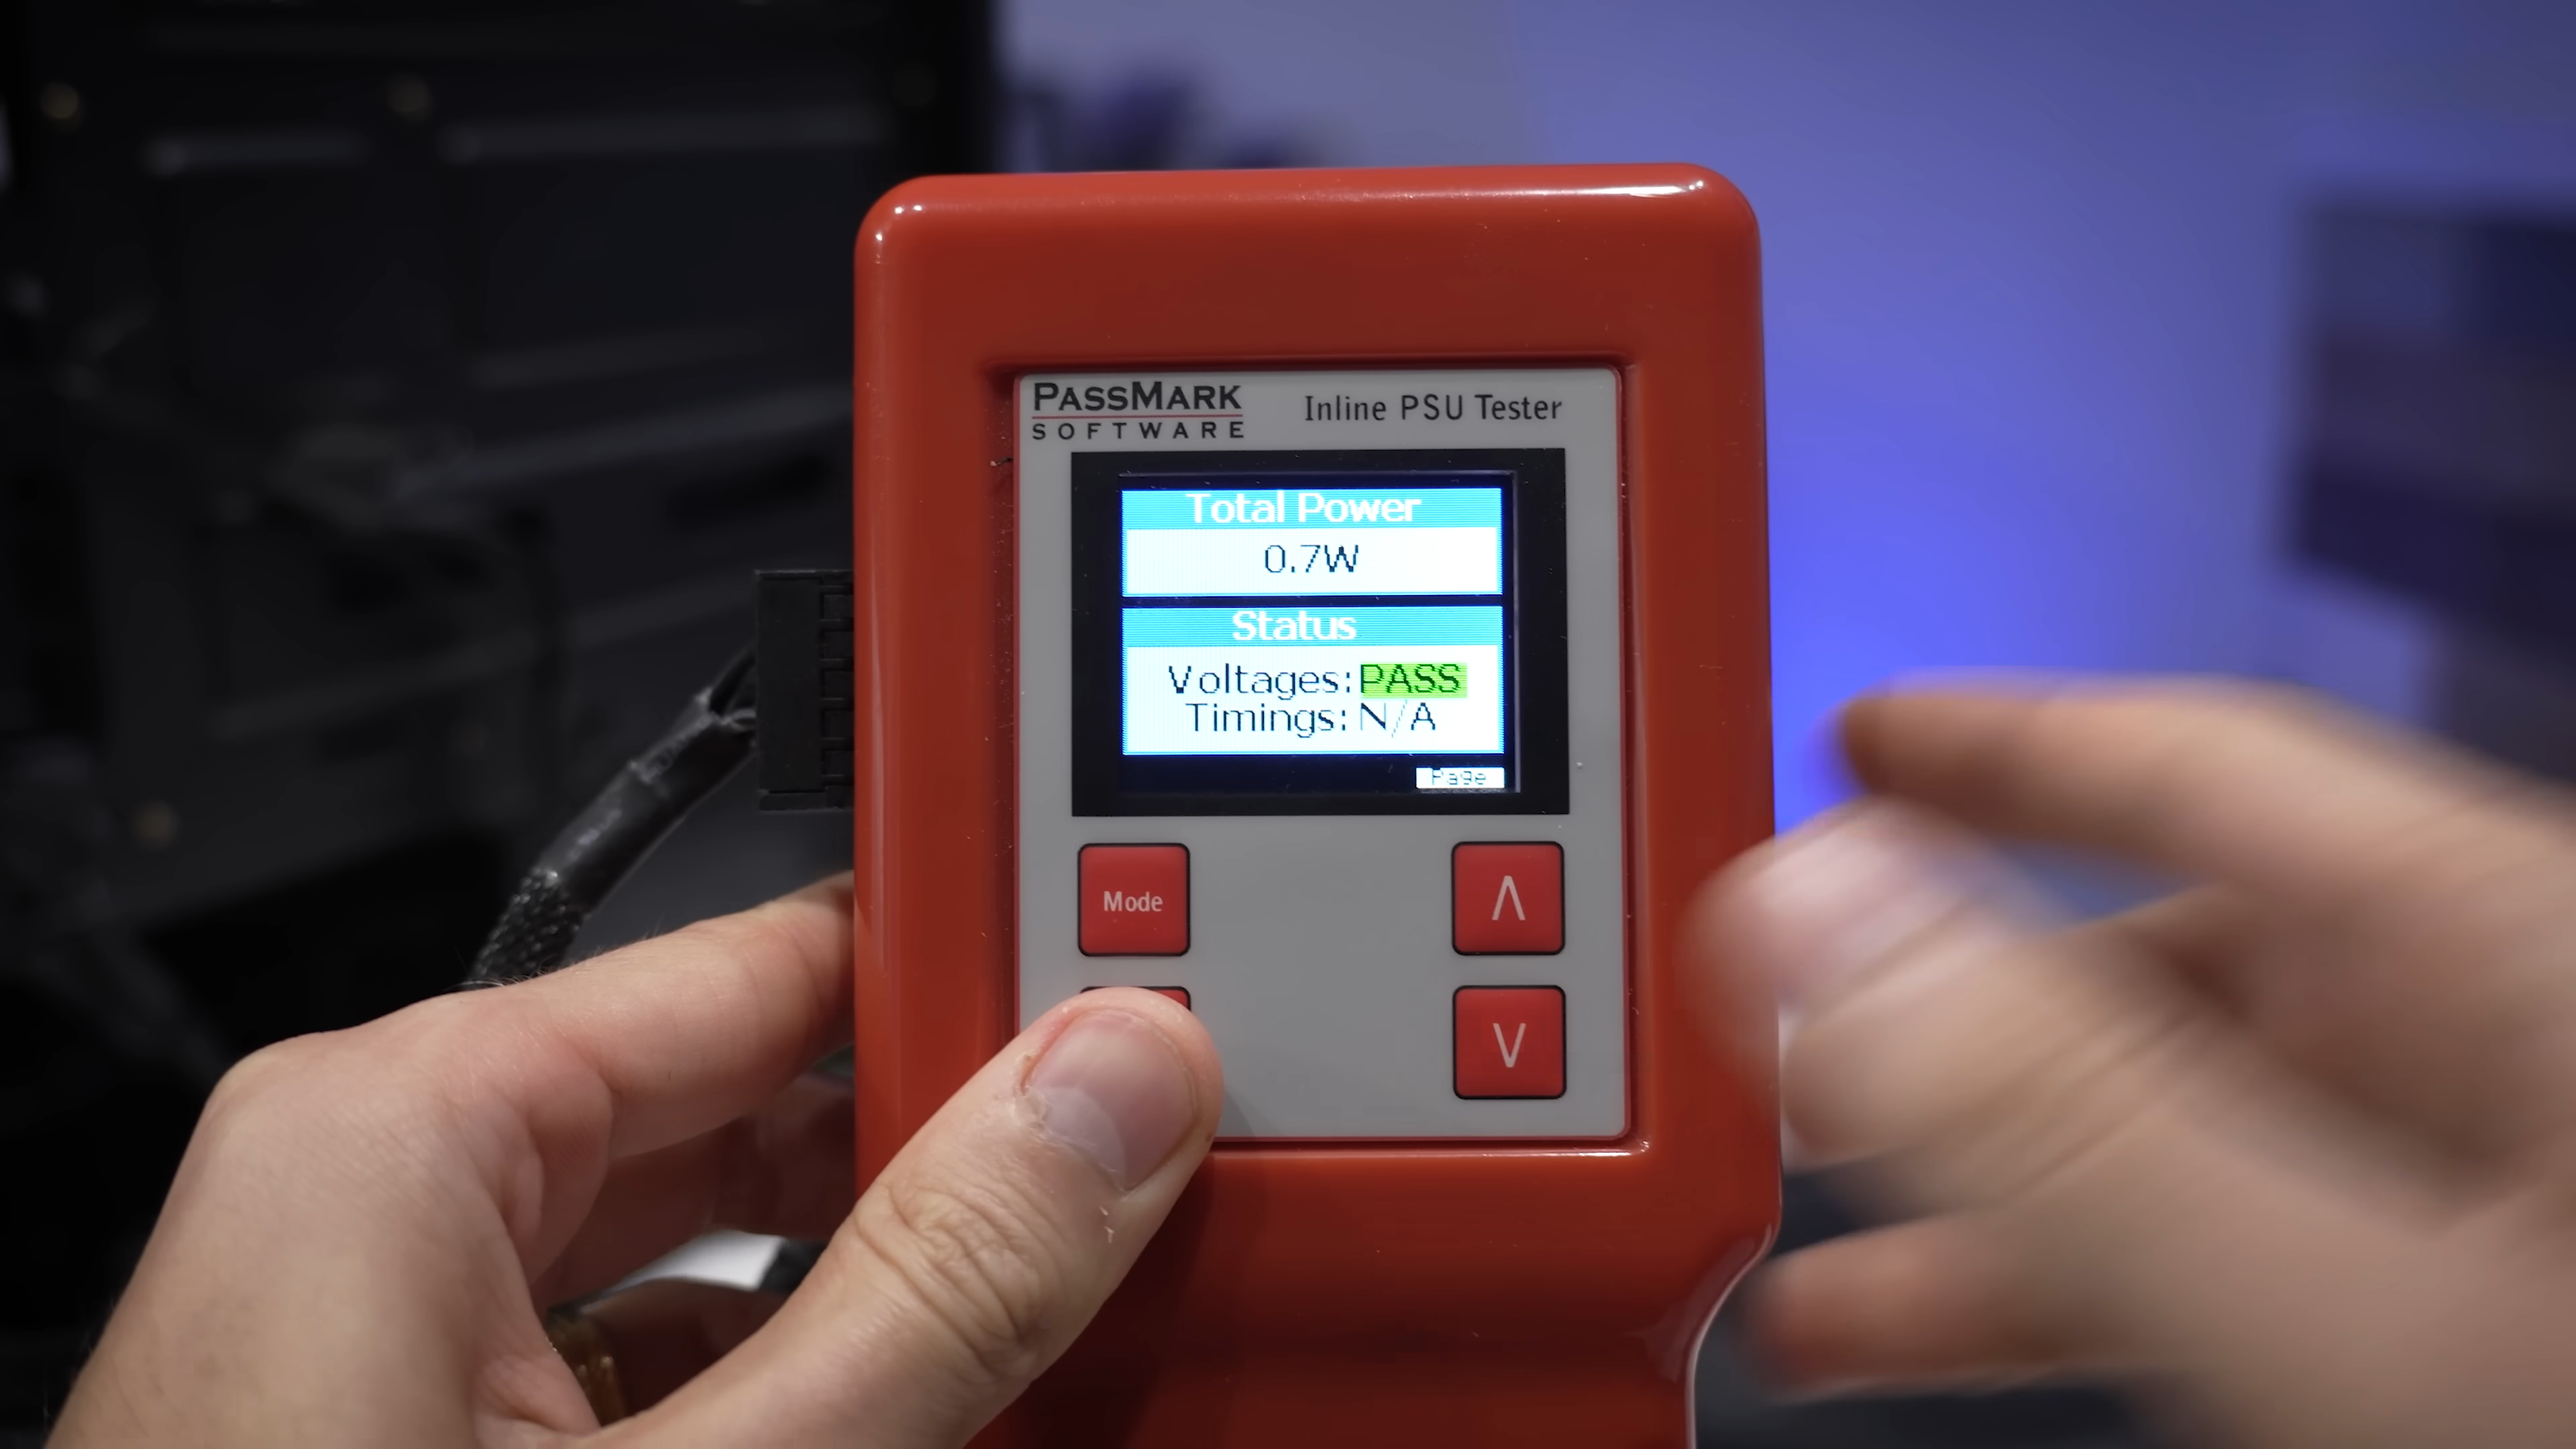 PASSMARK
SOFTWARE
Inline PSU Tester
Total Power
0.7W
Status
Voltages: PASS
Timings: N/A
Page
Mode
Λ
V